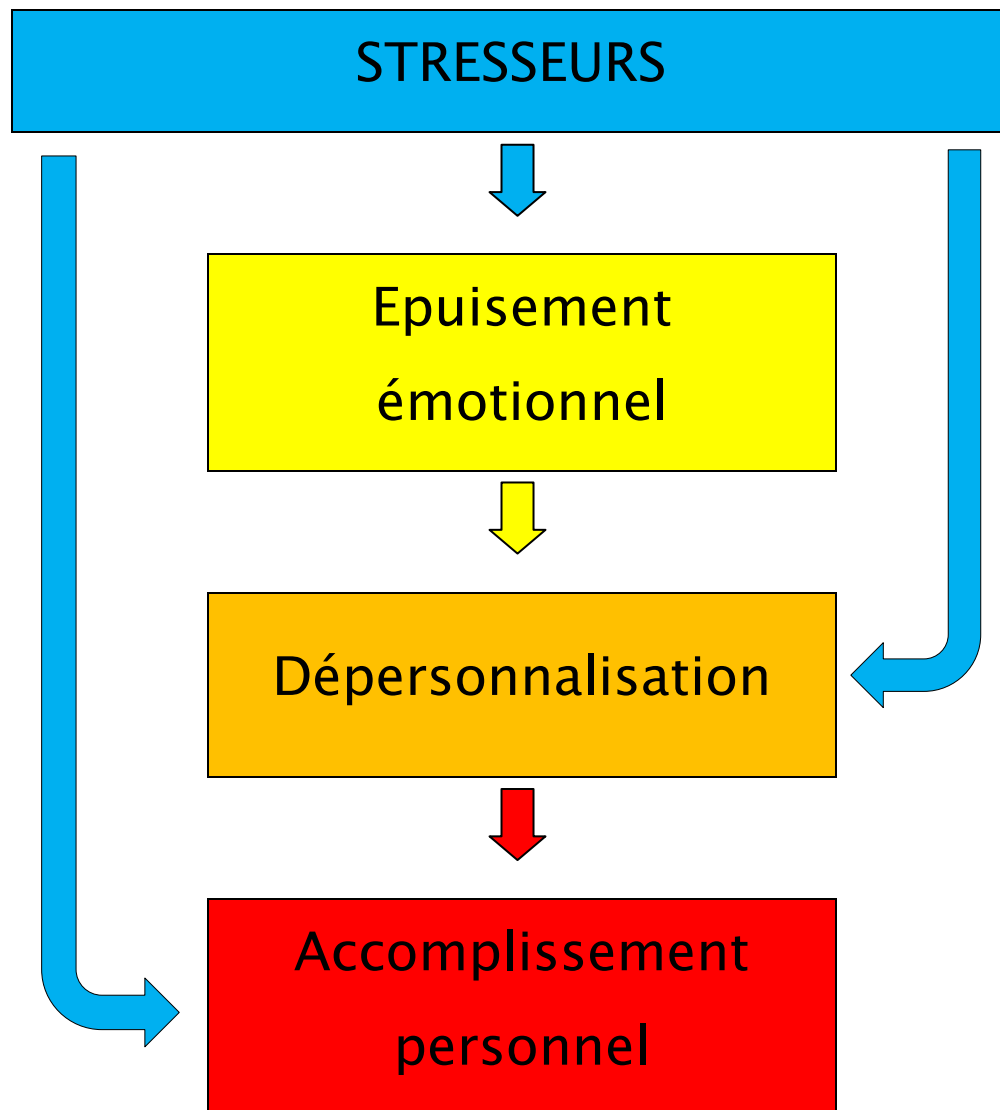 STRESSEURS
Epuisement
émotionnel
Dépersonnalisation
Accomplissement
personnel